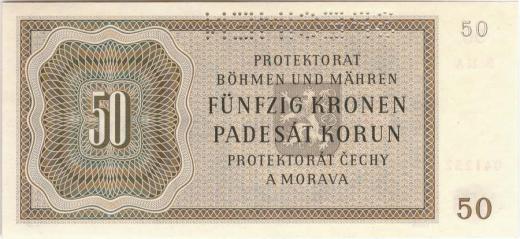 50
PROTEKTORAT
BÖHMEN UND MÄHREN
FÜNFZIG KRONEN
PADESÁT KORUN
PROTEKTORÁT ČECHY
A MORAVA
50
50